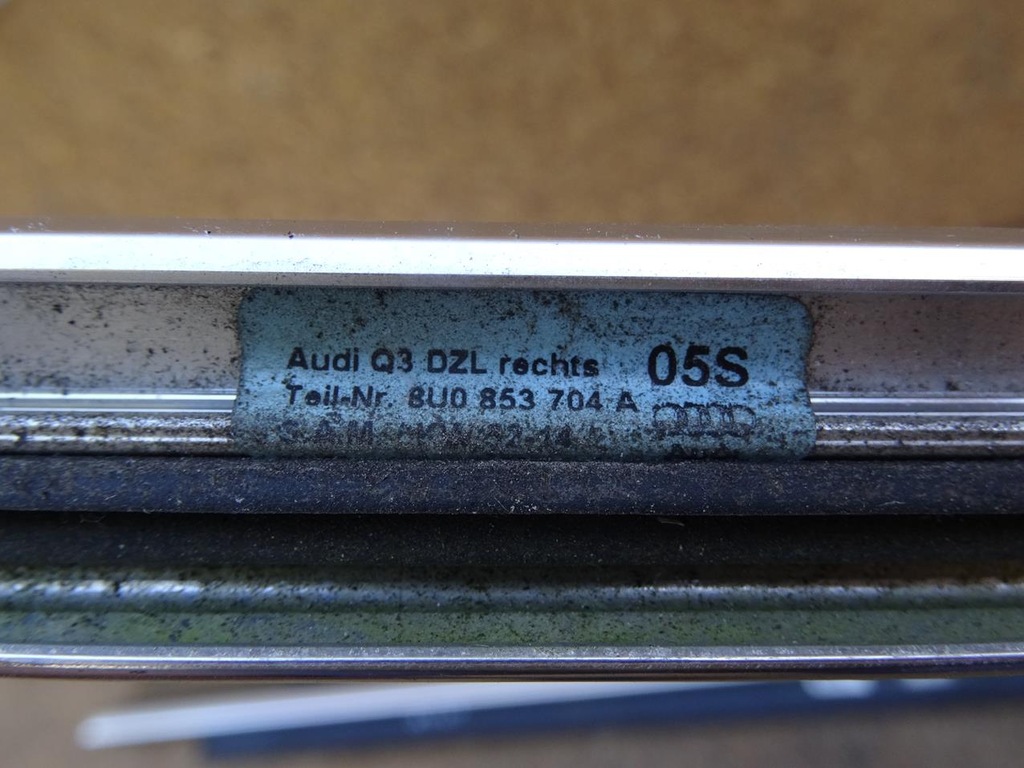 Audi Q3 DZL rechts 05S
Teil-Nr. 8U0 853 704 A
S A M